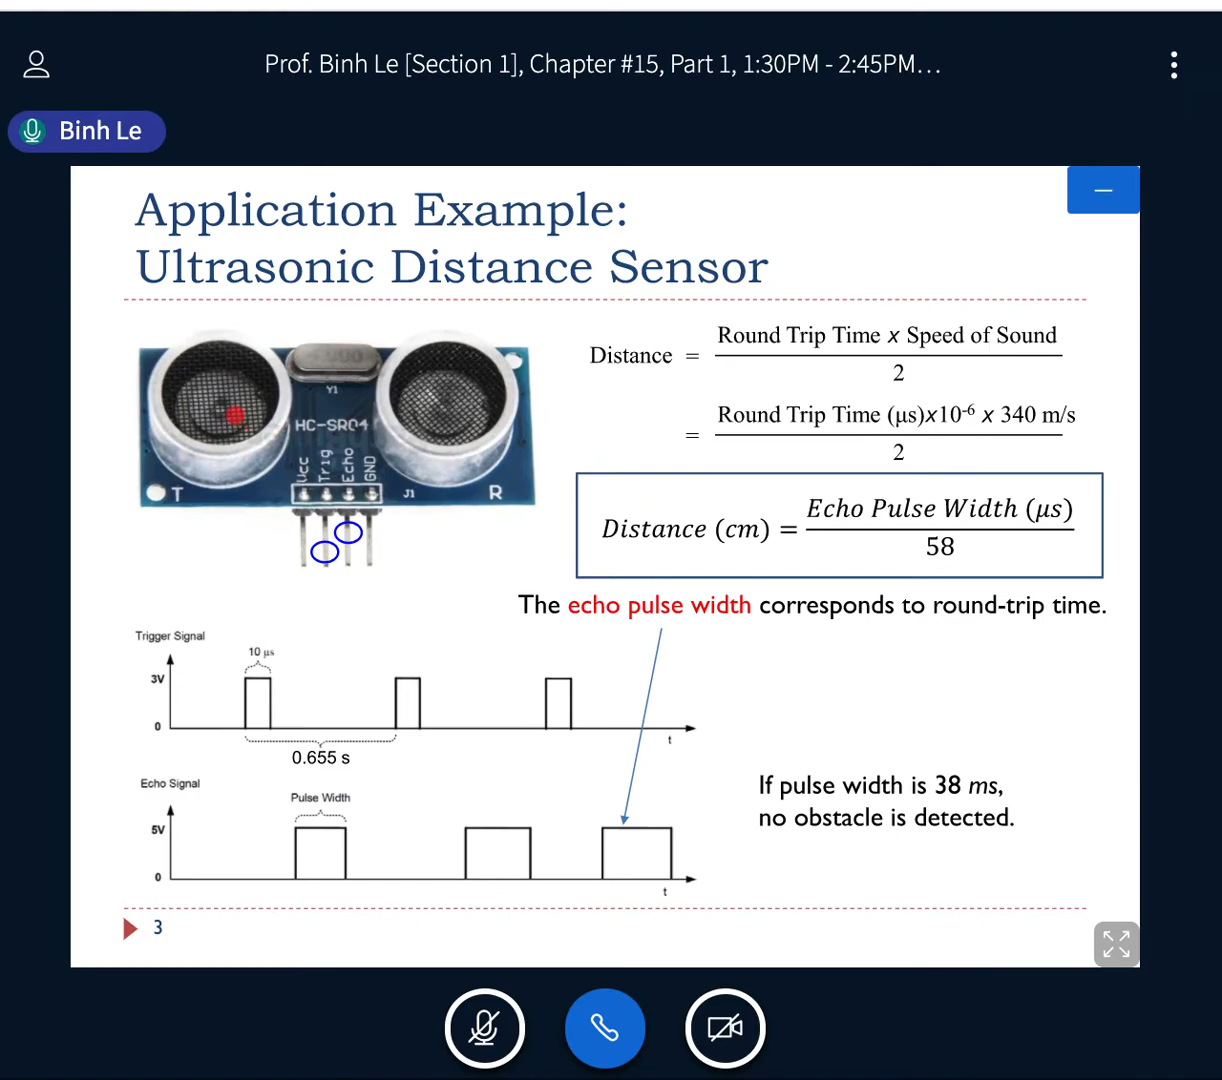 Prof. Binh Le [Section 1], Chapter #15, Part 1, 1:30PM - 2:45PM...
Binh Le
Application Example:
Ultrasonic Distance Sensor
Y1
HC-SR04
Vcc
Trig
Echo
GND
T
J1
R
Distance = Round Trip Time x Speed of Sound
2
= Round Trip Time (μs)x10⁻⁶ x 340 m/s
2
Distance (cm) = Echo Pulse Width (μs)
58
The echo pulse width corresponds to round-trip time.
Trigger Signal
10 μs
3V
0
t
0.655 s
Echo Signal
Pulse Width
5V
0
t
If pulse width is 38 ms,
no obstacle is detected.
3